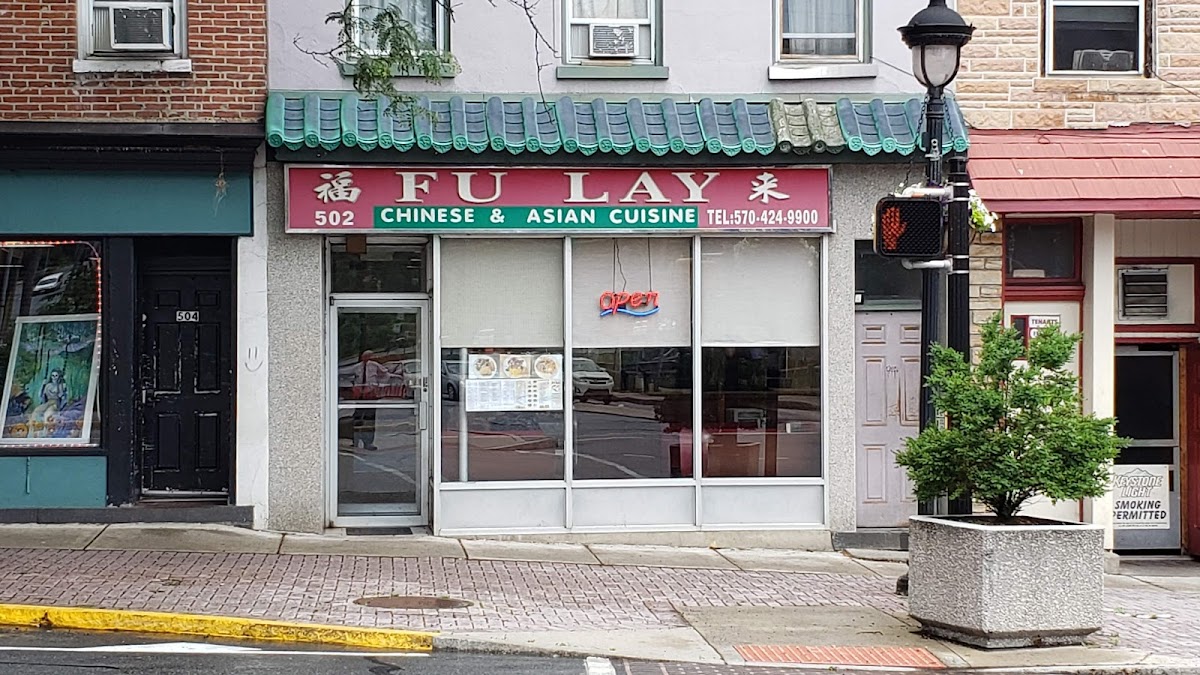 福 FU LAY 来
502 CHINESE & ASIAN CUISINE TEL:570-424-9900
Open
504
KEYSTONE
LIGHT
SMOKING
PERMITTED